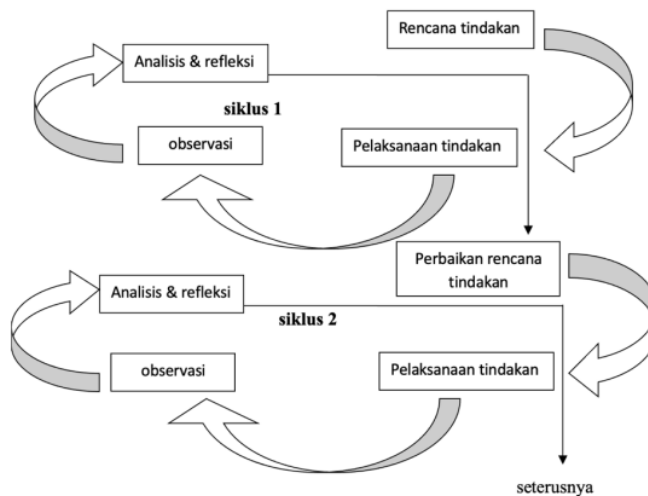 Rencana tindakan
Analisis & refleksi
siklus 1
observasi
Pelaksanaan tindakan
Perbaikan rencana
tindakan
Analisis & refleksi
siklus 2
observasi
Pelaksanaan tindakan
seterusnya